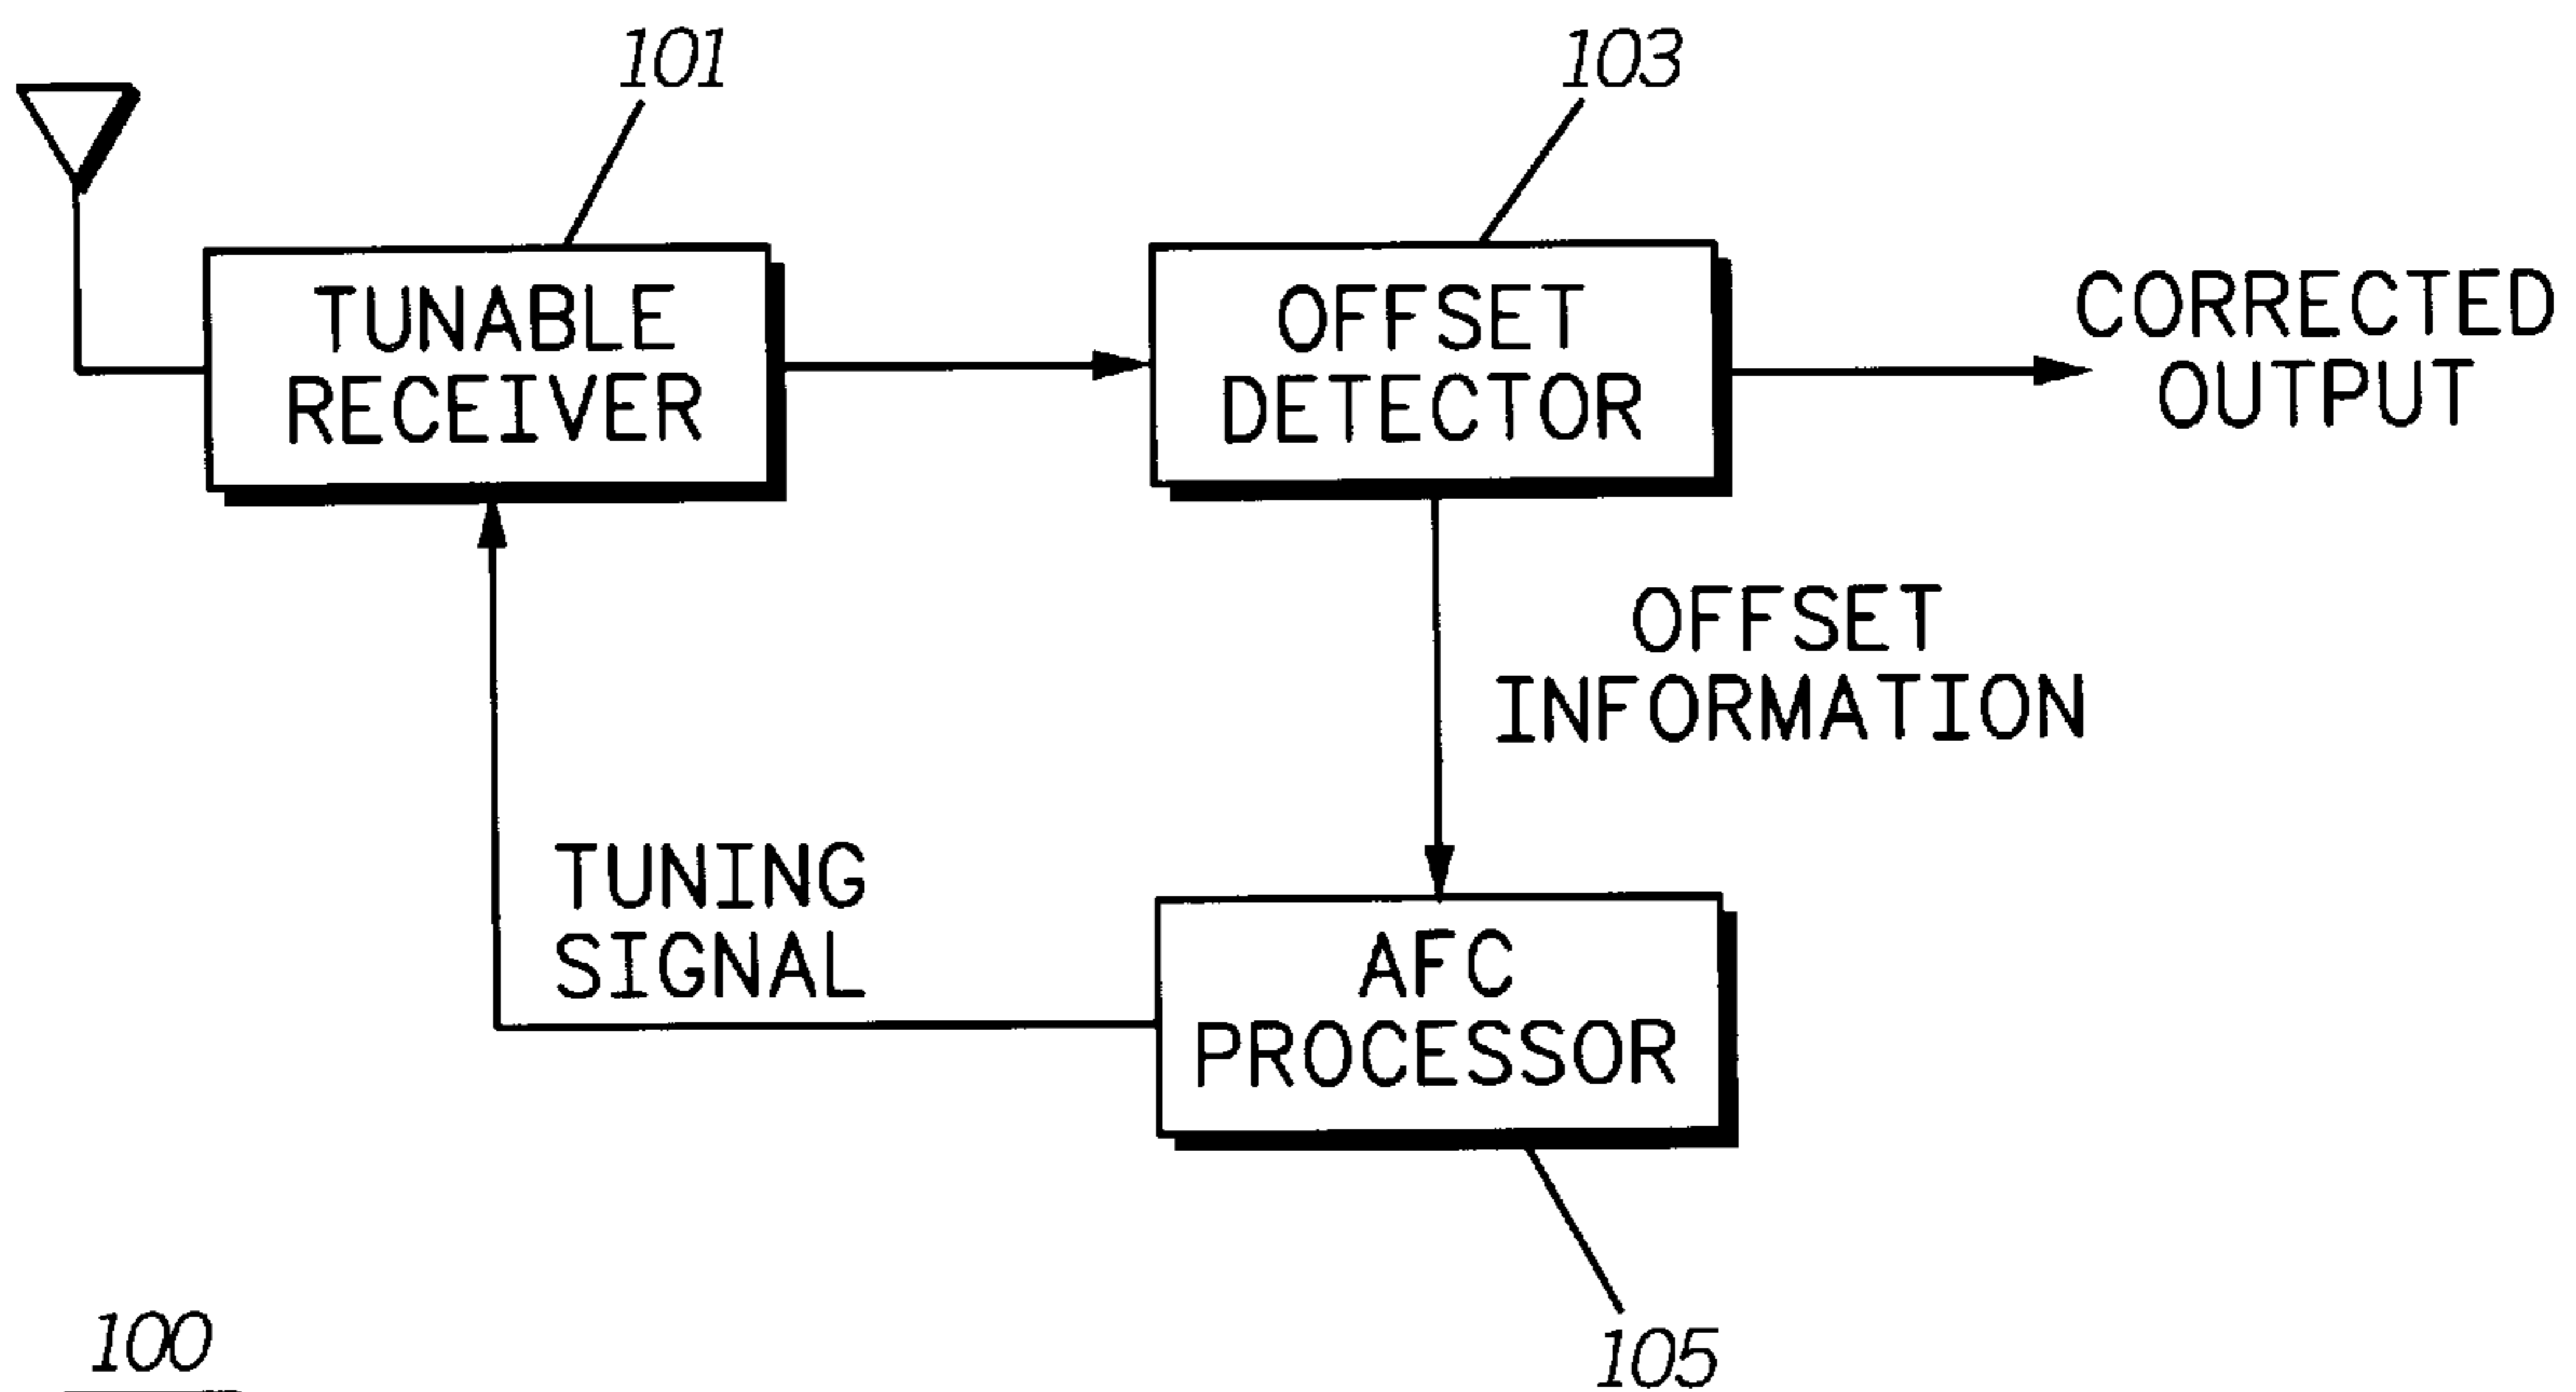 101
103
TUNABLE
RECEIVER
OFFSET
DETECTOR
CORRECTED
OUTPUT
OFFSET
INFORMATION
TUNING
SIGNAL
AFC
PROCESSOR
105
100